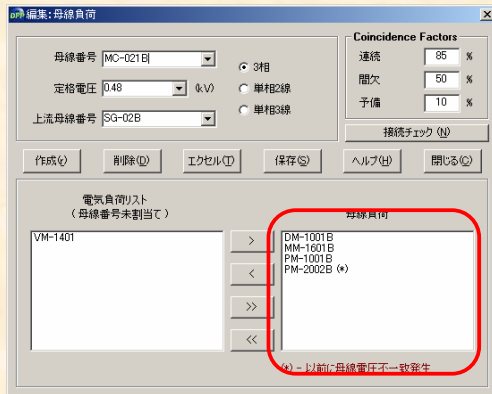 DFP 編集:母線負荷
母線番号 MC-021B
定格電圧 0.48 (kV)
上流母線番号 SG-02B
3相
単相2線
単相3線
Coincidence Factors
連続 85 %
間欠 50 %
予備 10 %
接続チェック (N)
作成(y) 削除(D) エクセル(T) 保存(S) ヘルプ(H) 閉じる(C)
電気負荷リスト
(母線番号未割当て)
VM-1401
>
<
>>
<<
母線負荷
DM-1001B
MM-1601B
PM-1001B
PM-2002B (*)
(*) - 以前に母線電圧不一致発生